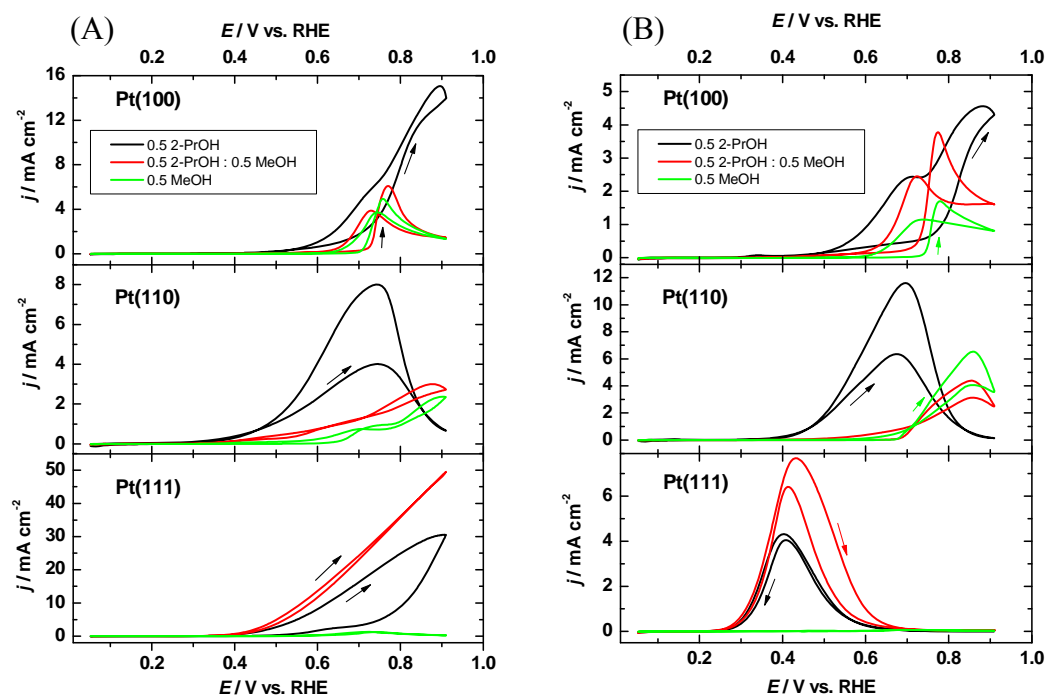 (A)
E / V vs. RHE
0.2 0.4 0.6 0.8 1.0
Pt(100)
16
12
8
4
0
j / mA cm-2
0.5 2-PrOH
0.5 2-PrOH : 0.5 MeOH
0.5 MeOH
Pt(110)
8
6
4
2
0
j / mA cm-2
Pt(111)
50
40
30
20
10
0
j / mA cm-2
0.2 0.4 0.6 0.8 1.0
E / V vs. RHE
(B)
E / V vs. RHE
0.2 0.4 0.6 0.8 1.0
Pt(100)
5
4
3
2
1
0
j / mA cm-2
0.5 2-PrOH
0.5 2-PrOH : 0.5 MeOH
0.5 MeOH
Pt(110)
12
10
8
6
4
2
0
j / mA cm-2
Pt(111)
6
4
2
0
j / mA cm-2
0.2 0.4 0.6 0.8 1.0
E / V vs. RHE